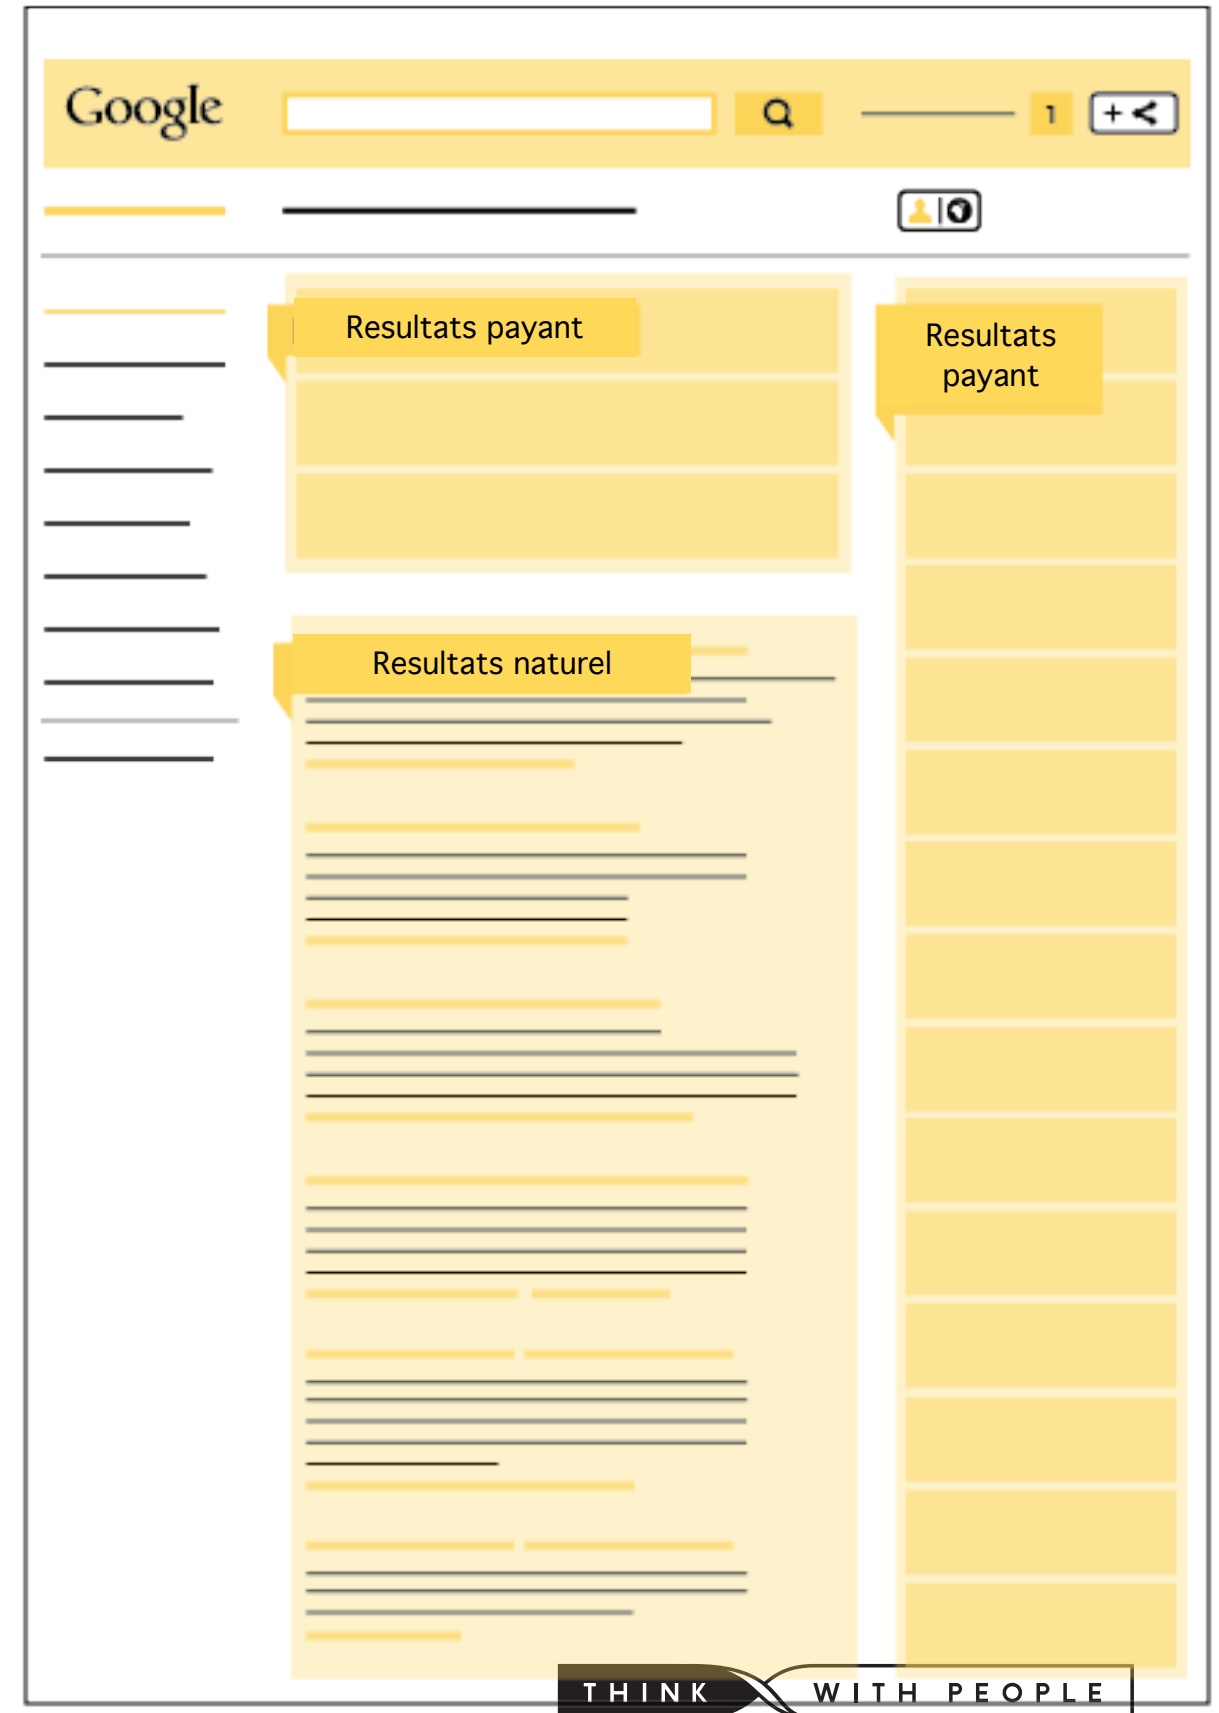 Google
1
Resultats payant
Resultats
payant
Resultats naturel
THINK WITH PEOPLE